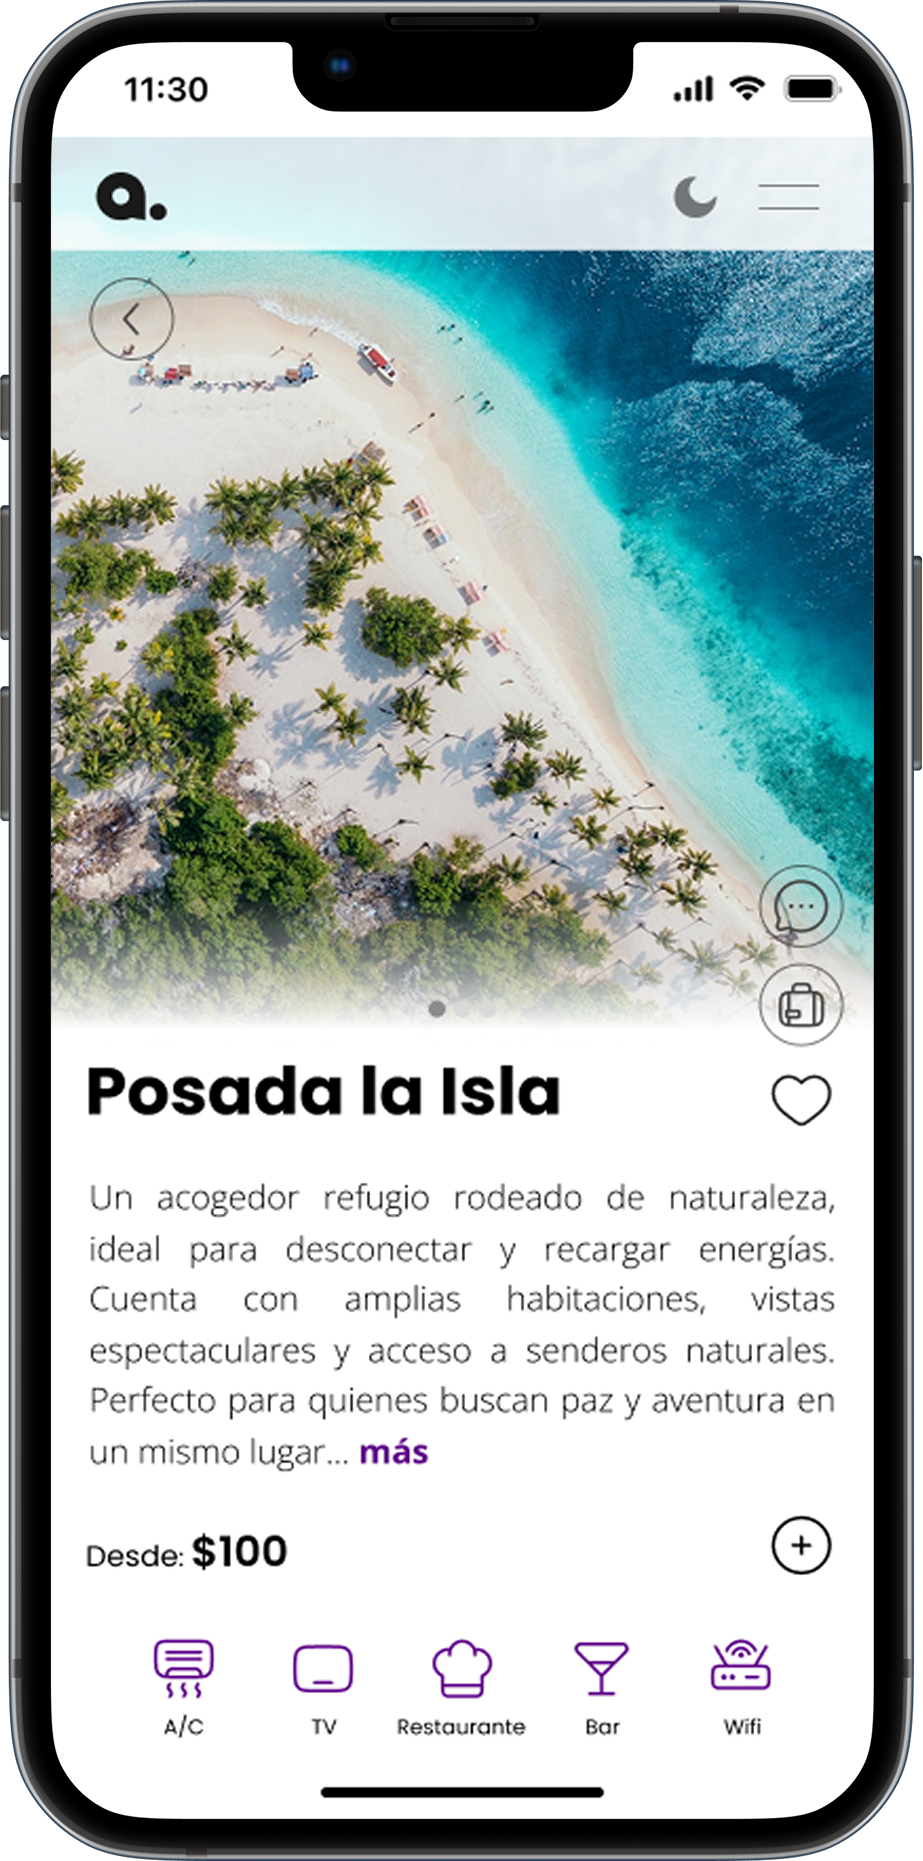 11:30
a.
Posada la Isla
Un acogedor refugio rodeado de naturaleza,
ideal para desconectar y recargar energías.
Cuenta con amplias habitaciones, vistas
espectaculares y acceso a senderos naturales.
Perfecto para quienes buscan paz y aventura en
un mismo lugar... más
Desde: $100
A/C TV Restaurante Bar Wifi